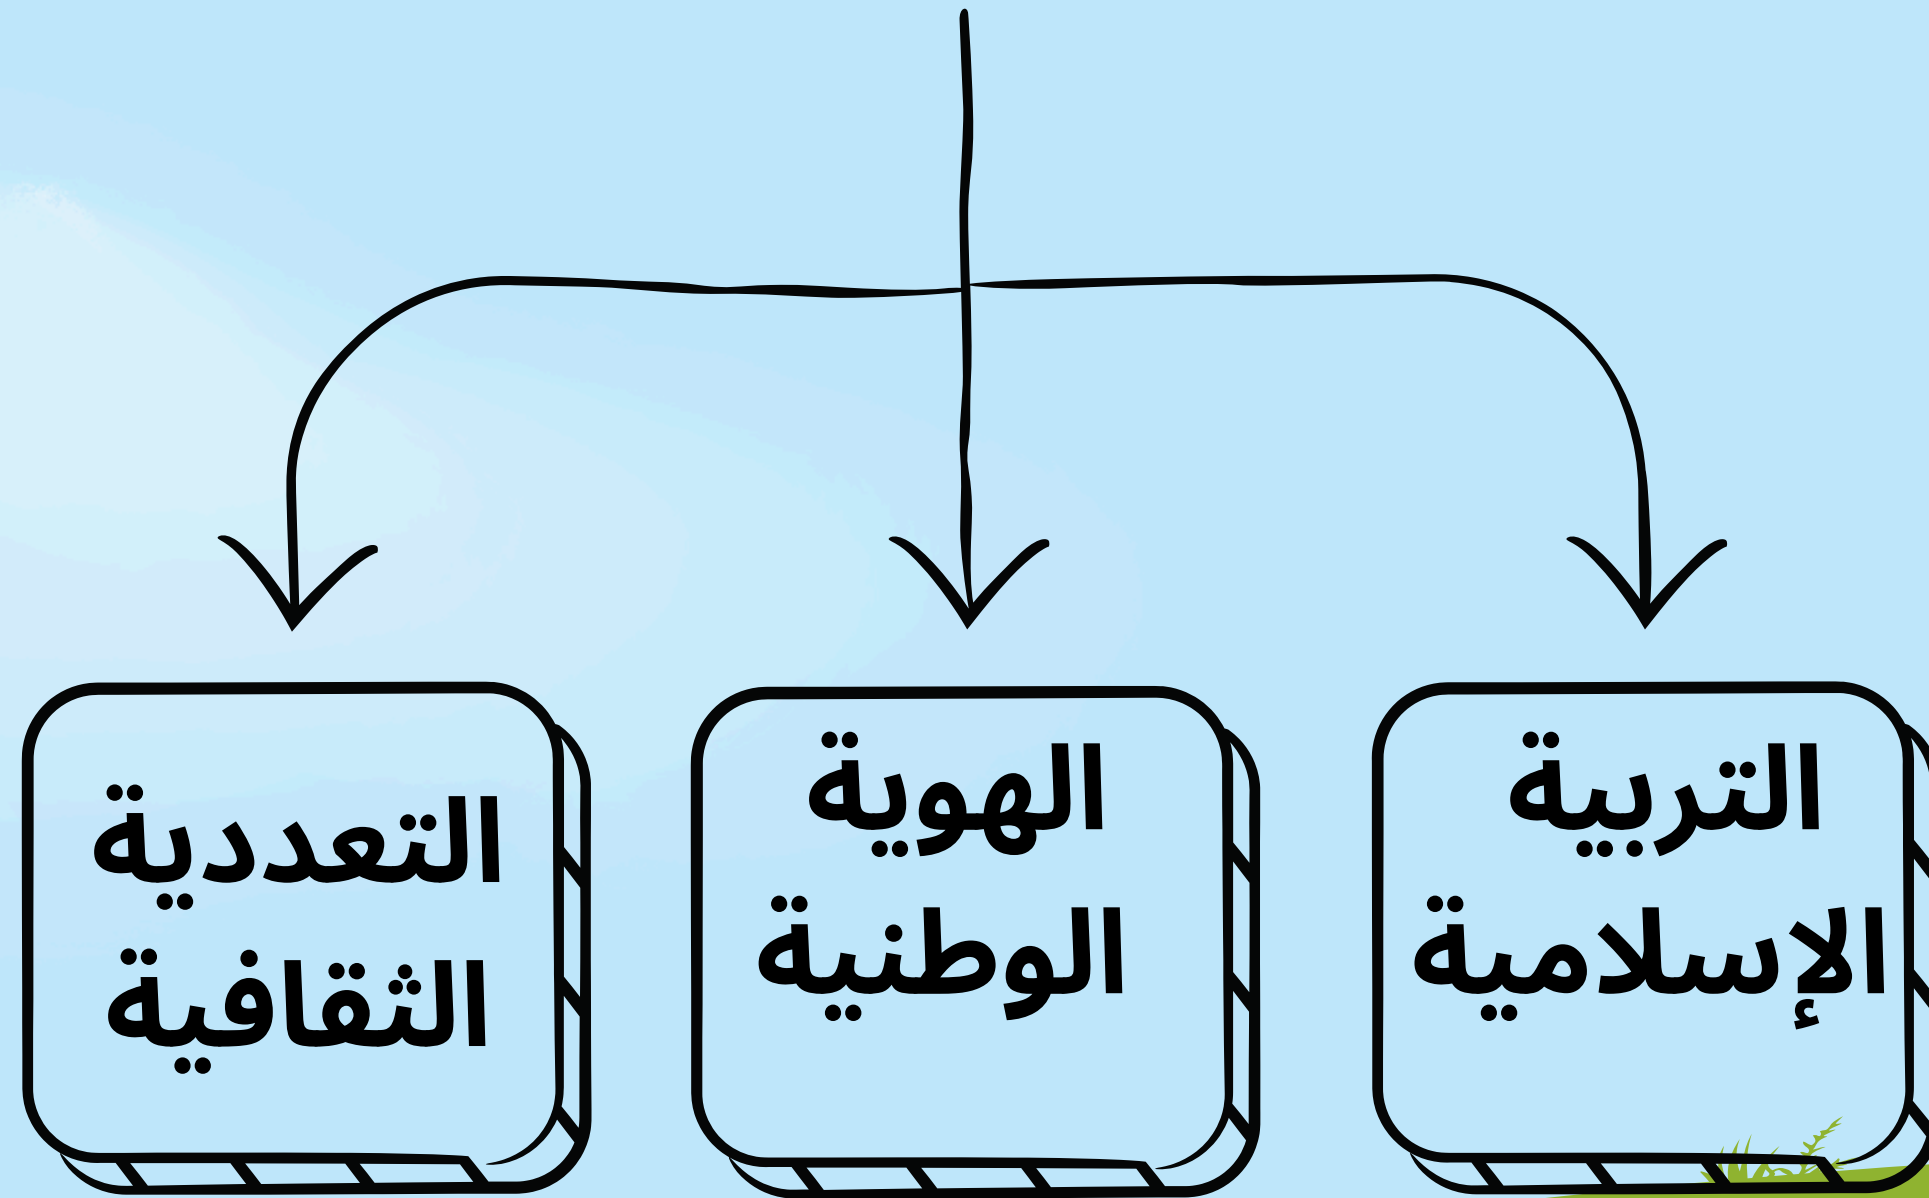 التربية
الإسلامية
الهوية
الوطنية
التعددية
الثقافية